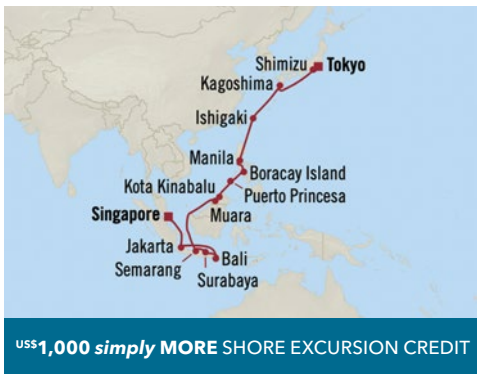 Shimizu
Tokyo
Kagoshima
Ishigaki
Manila
Boracay Island
Kota Kinabalu
Puerto Princesa
Singapore
Muara
Jakarta
Bali
Semarang
Surabaya
US$1,000 simply MORE SHORE EXCURSION CREDIT